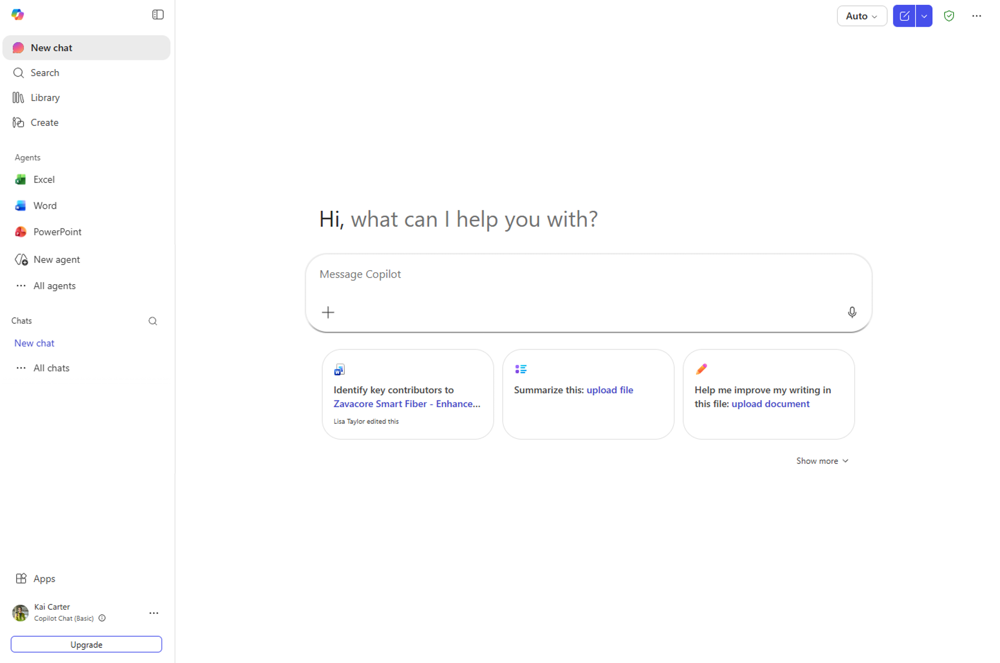 New chat
Search
Library
Create
Agents
Excel
Word
PowerPoint
New agent
All agents
Chats
New chat
All chats
Apps
Kai Carter
Copilot Chat (Basic)
Upgrade
Auto
Hi, what can I help you with?
Message Copilot
Identify key contributors to
Zavacore Smart Fiber - Enhance...
Lisa Taylor edited this
Summarize this: upload file
Help me improve my writing in
this file: upload document
Show more